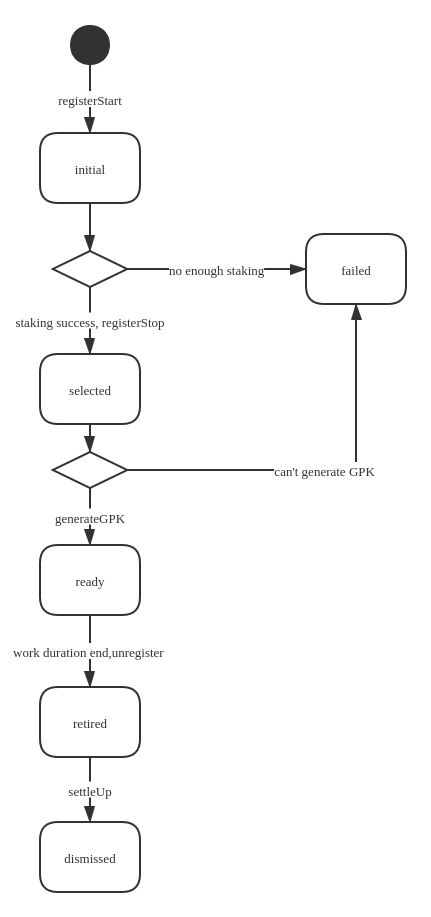 registerStart
initial
no enough staking
failed
staking success, registerStop
selected
can't generate GPK
generateGPK
ready
work duration end,unregister
retired
settleUp
dismissed